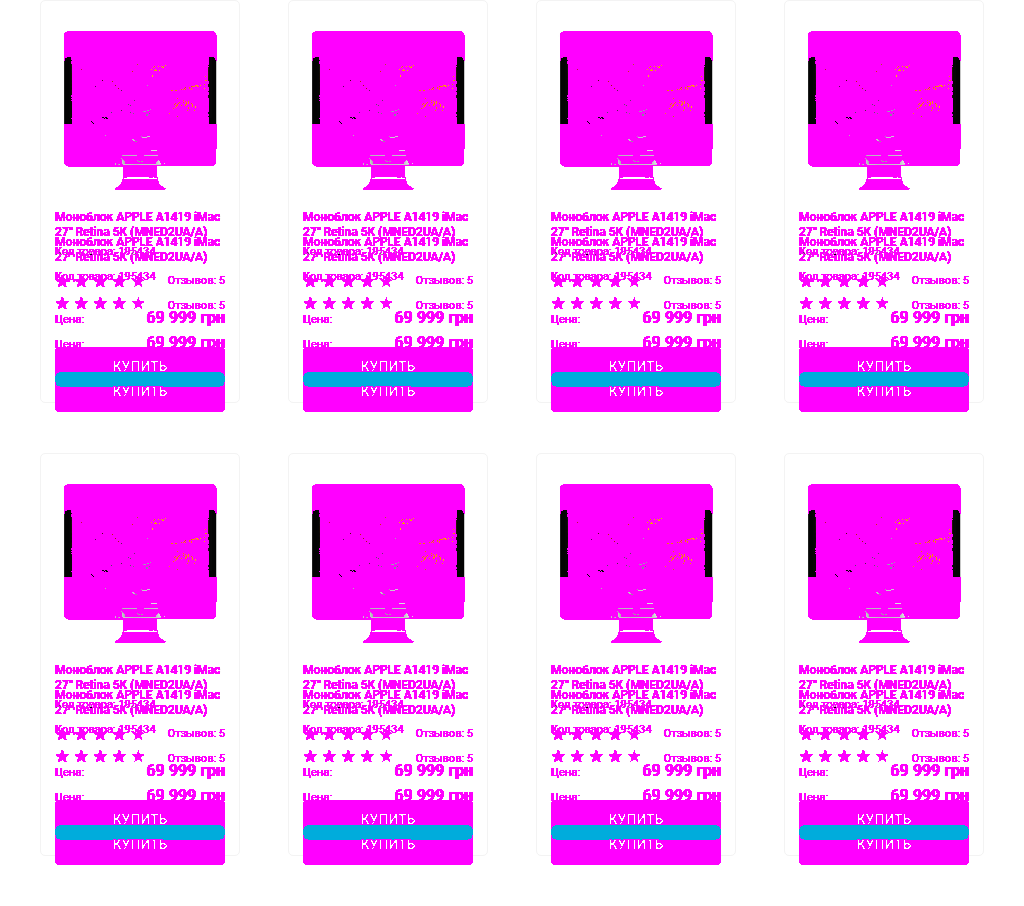 Моноблок APPLE A1419 iMac
27" Retina 5K (MNED2UA/A)
Моноблок APPLE A1419 iMac
Код товара: 195434
27" Retina 5K (MNED2UA/A)
Код товара: 195434
Отзывов: 5
Отзывов: 5
Цена: 69 999 грн
Цена: 69 999 грн
КУПИТЬ
КУПИТЬ
Моноблок APPLE A1419 iMac
27" Retina 5K (MNED2UA/A)
Моноблок APPLE A1419 iMac
Код товара: 195434
27" Retina 5K (MNED2UA/A)
Код товара: 195434
Отзывов: 5
Отзывов: 5
Цена: 69 999 грн
Цена: 69 999 грн
КУПИТЬ
КУПИТЬ
Моноблок APPLE A1419 iMac
27" Retina 5K (MNED2UA/A)
Моноблок APPLE A1419 iMac
Код товара: 195434
27" Retina 5K (MNED2UA/A)
Код товара: 195434
Отзывов: 5
Отзывов: 5
Цена: 69 999 грн
Цена: 69 999 грн
КУПИТЬ
КУПИТЬ
Моноблок APPLE A1419 iMac
27" Retina 5K (MNED2UA/A)
Моноблок APPLE A1419 iMac
Код товара: 195434
27" Retina 5K (MNED2UA/A)
Код товара: 195434
Отзывов: 5
Отзывов: 5
Цена: 69 999 грн
Цена: 69 999 грн
КУПИТЬ
КУПИТЬ
Моноблок APPLE A1419 iMac
27" Retina 5K (MNED2UA/A)
Моноблок APPLE A1419 iMac
Код товара: 195434
27" Retina 5K (MNED2UA/A)
Код товара: 195434
Отзывов: 5
Отзывов: 5
Цена: 69 999 грн
Цена: 69 999 грн
КУПИТЬ
КУПИТЬ
Моноблок APPLE A1419 iMac
27" Retina 5K (MNED2UA/A)
Моноблок APPLE A1419 iMac
Код товара: 195434
27" Retina 5K (MNED2UA/A)
Код товара: 195434
Отзывов: 5
Отзывов: 5
Цена: 69 999 грн
Цена: 69 999 грн
КУПИТЬ
КУПИТЬ
Моноблок APPLE A1419 iMac
27" Retina 5K (MNED2UA/A)
Моноблок APPLE A1419 iMac
Код товара: 195434
27" Retina 5K (MNED2UA/A)
Код товара: 195434
Отзывов: 5
Отзывов: 5
Цена: 69 999 грн
Цена: 69 999 грн
КУПИТЬ
КУПИТЬ
Моноблок APPLE A1419 iMac
27" Retina 5K (MNED2UA/A)
Моноблок APPLE A1419 iMac
Код товара: 195434
27" Retina 5K (MNED2UA/A)
Код товара: 195434
Отзывов: 5
Отзывов: 5
Цена: 69 999 грн
Цена: 69 999 грн
КУПИТЬ
КУПИТЬ